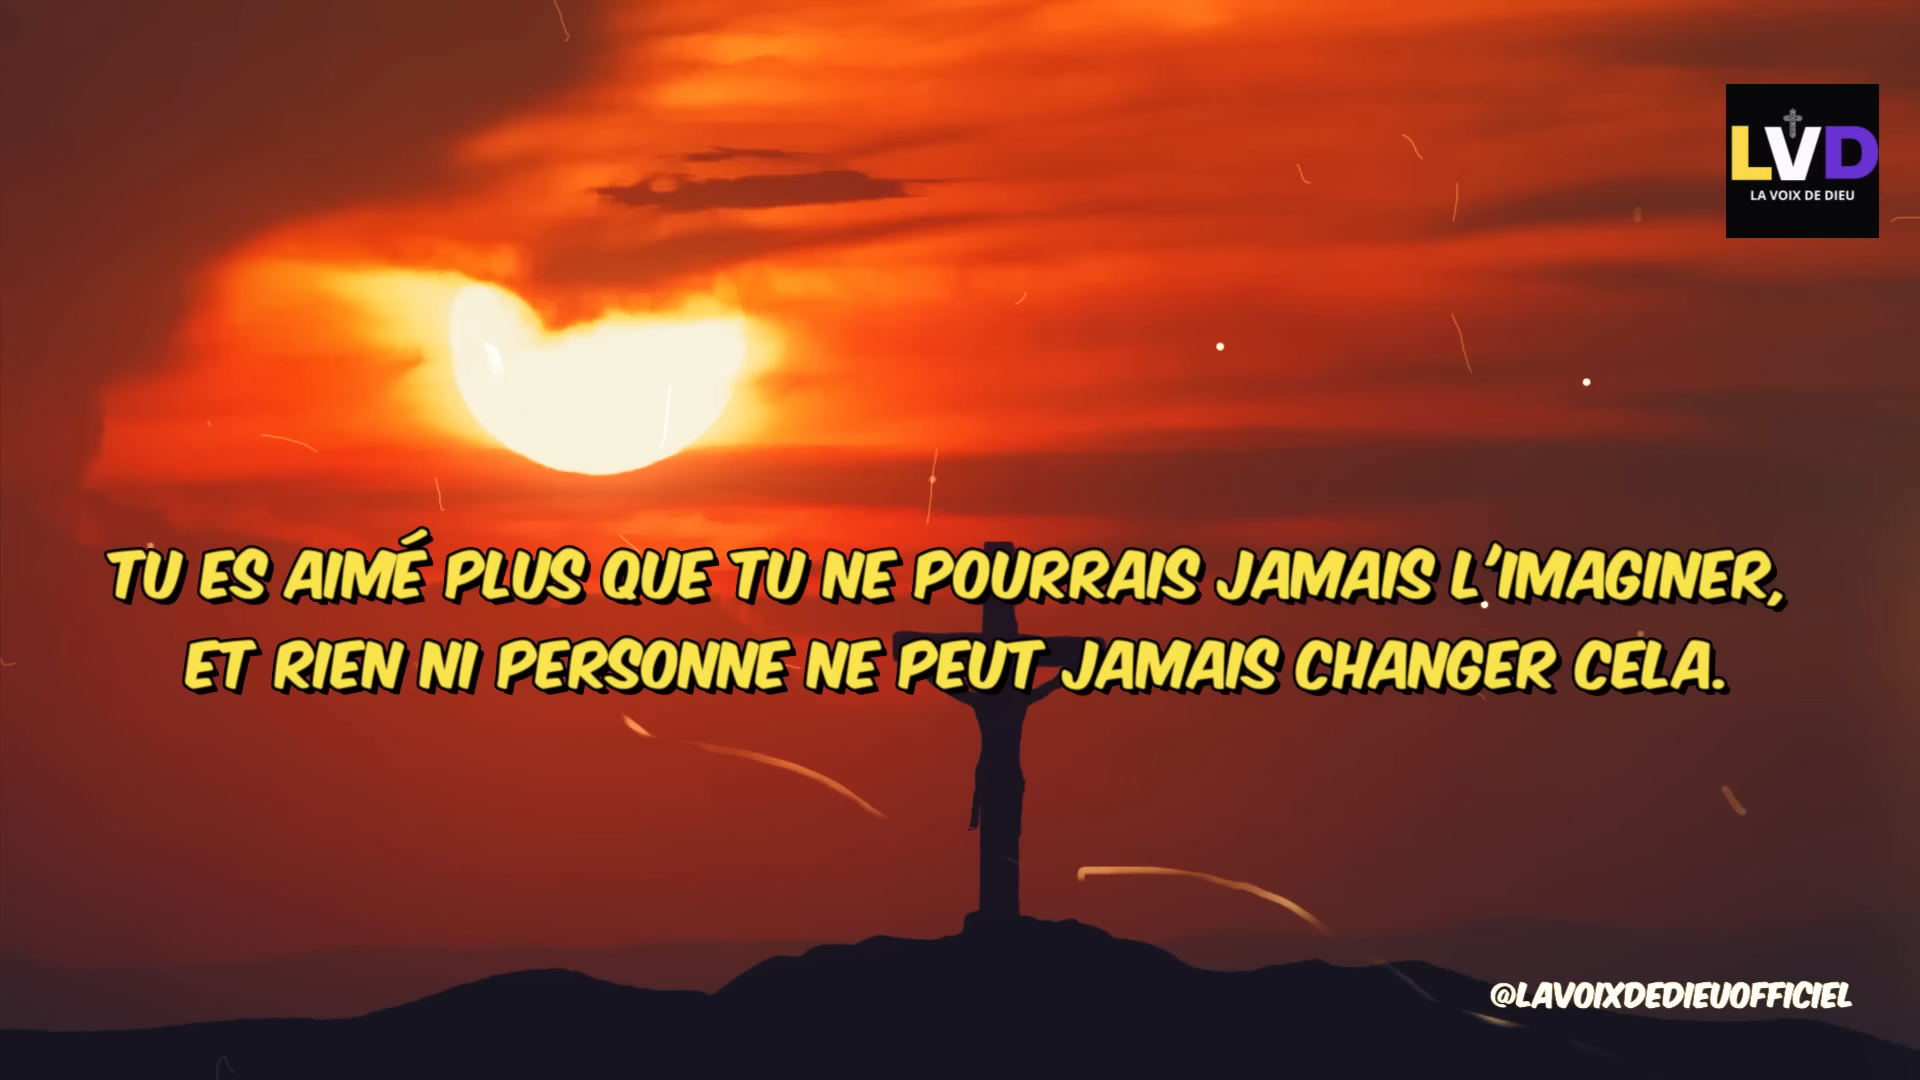 LVD
LA VOIX DE DIEU
TU ES AIMÉ PLUS QUE TU NE POURRAIS JAMAIS L'IMAGINER,
ET RIEN NI PERSONNE NE PEUT JAMAIS CHANGER CELA.
@LAVOIXDEDIEUOFFICIEL